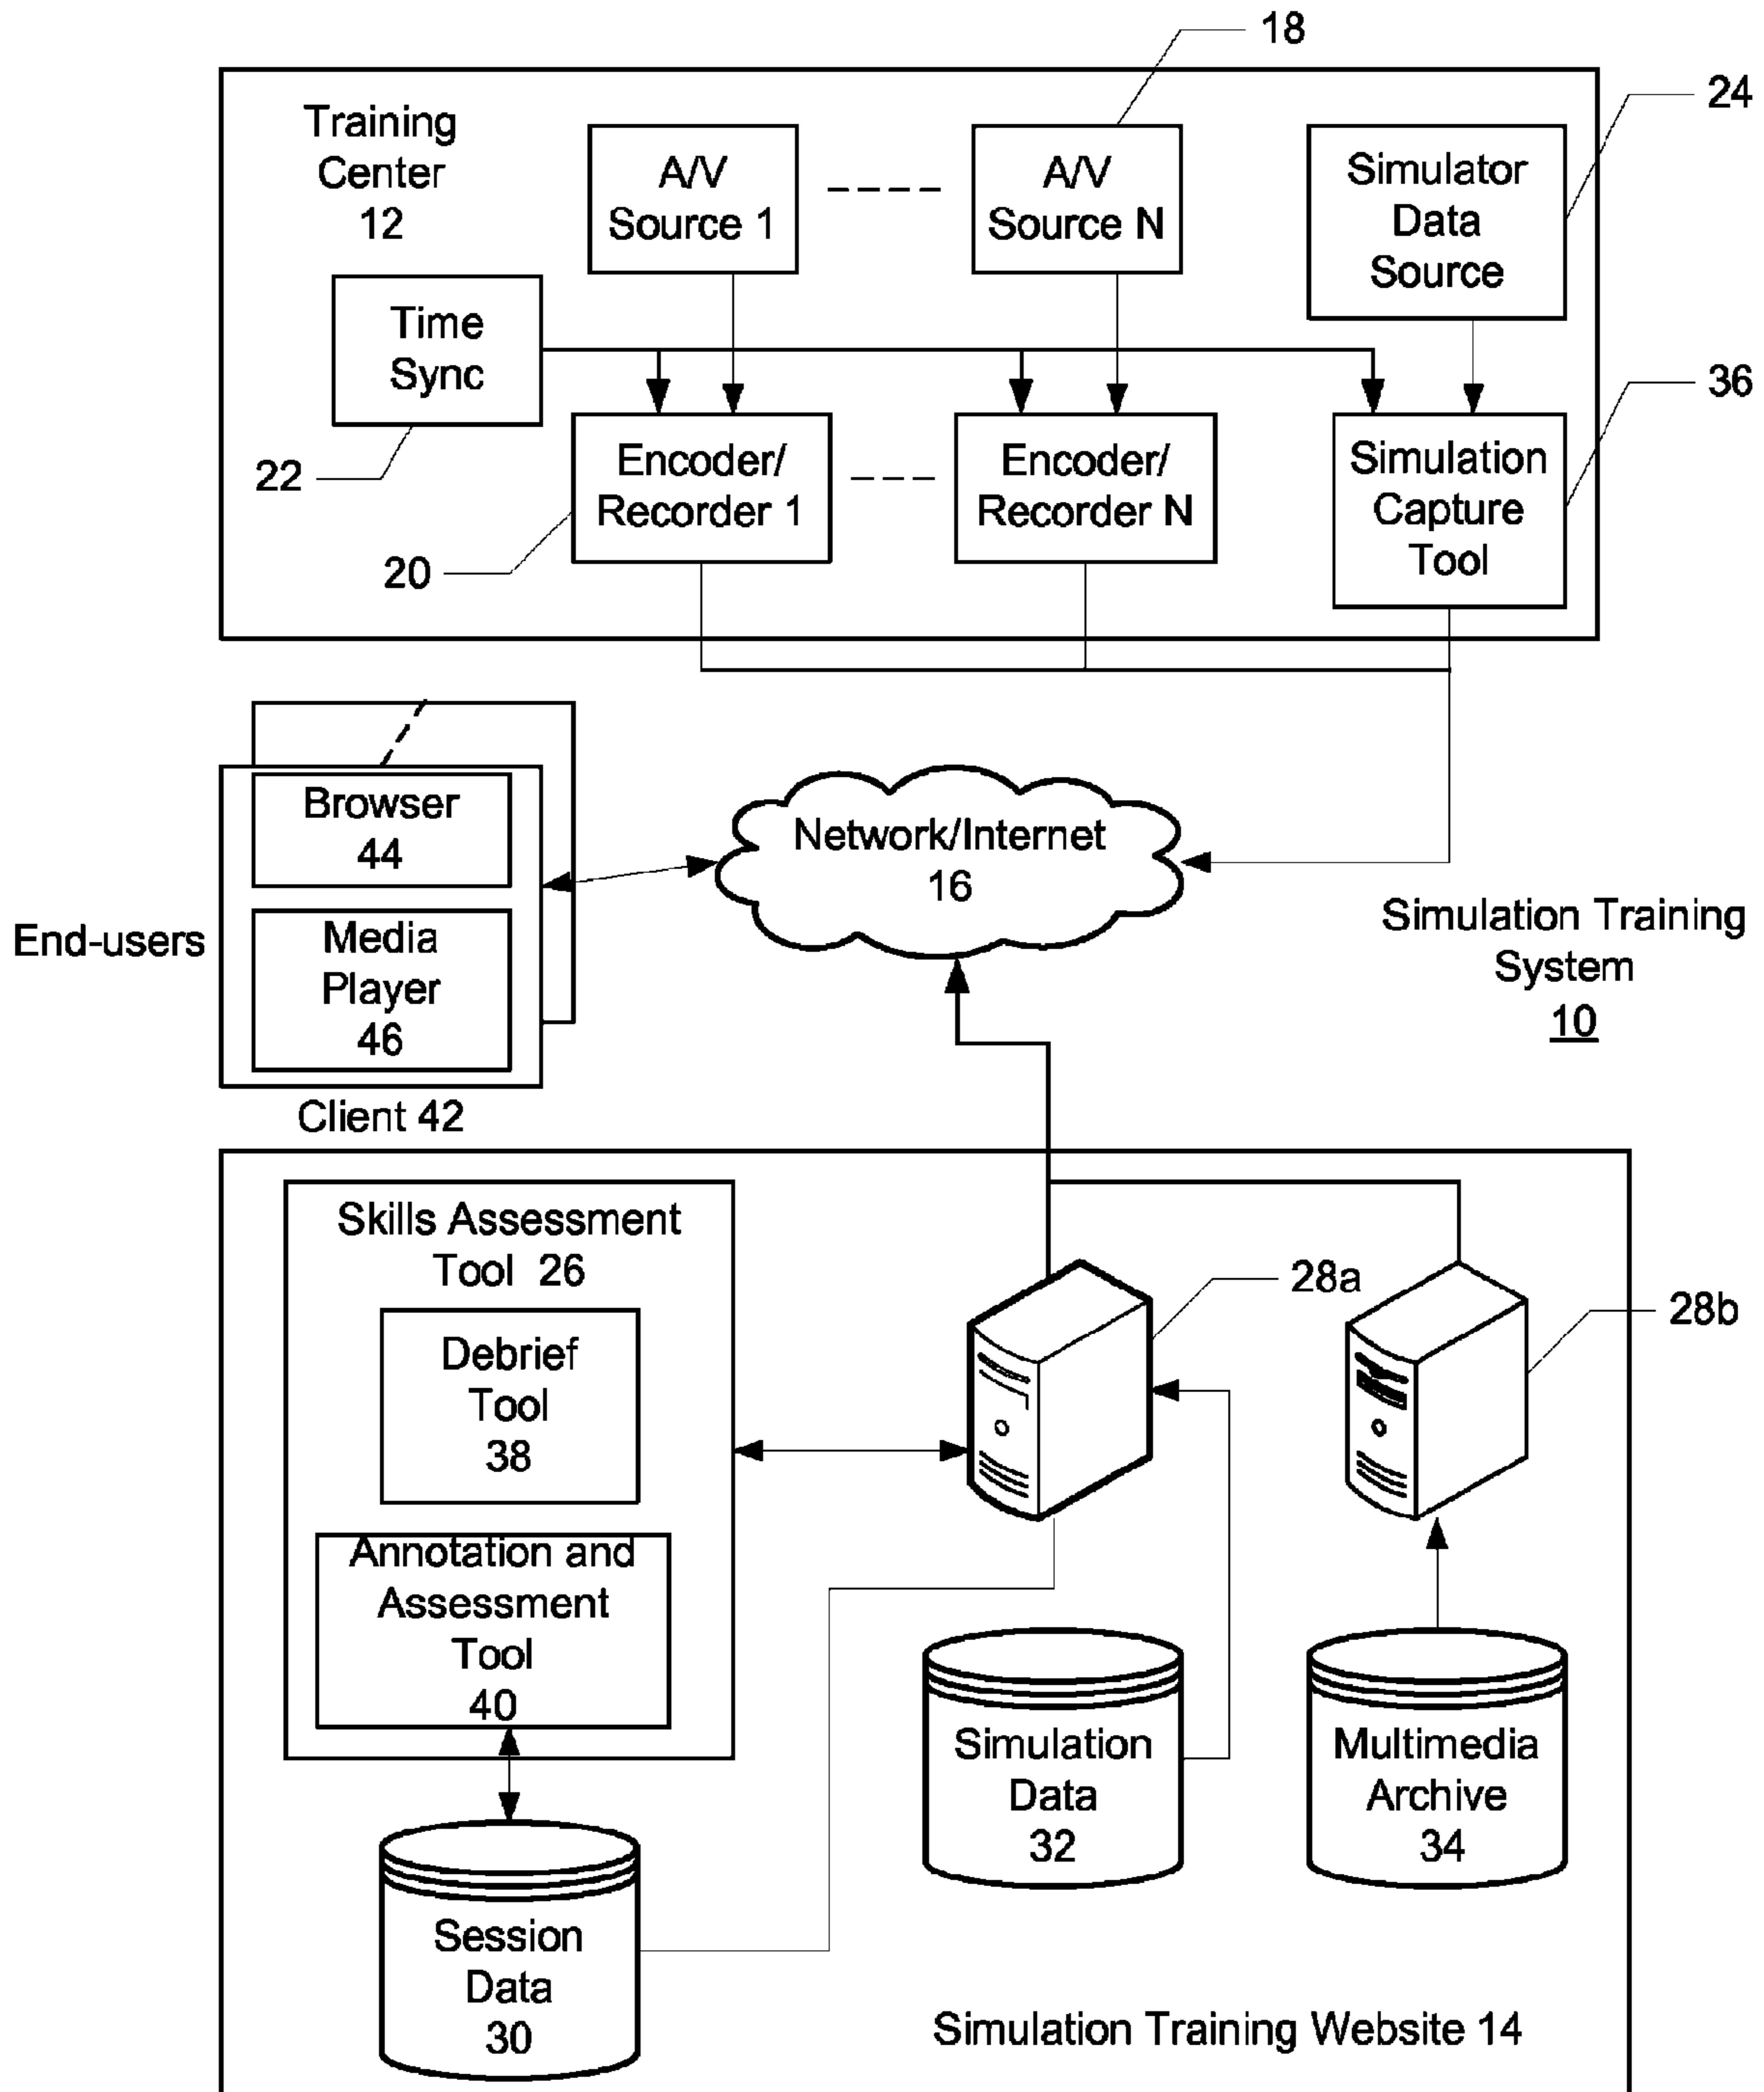 18
24
Training
Center
12
A/V
Source 1
A/V
Source N
Simulator
Data
Source
Time
Sync
36
22
Encoder/
Recorder 1
Encoder/
Recorder N
Simulation
Capture
Tool
20
Browser
44
Network/Internet
16
End-users
Media
Player
46
Simulation Training
System
10
Client 42
Skills Assessment
Tool 26
28a
28b
Debrief
Tool
38
Annotation and
Assessment
Tool
40
Simulation
Data
32
Multimedia
Archive
34
Session
Data
30
Simulation Training Website 14